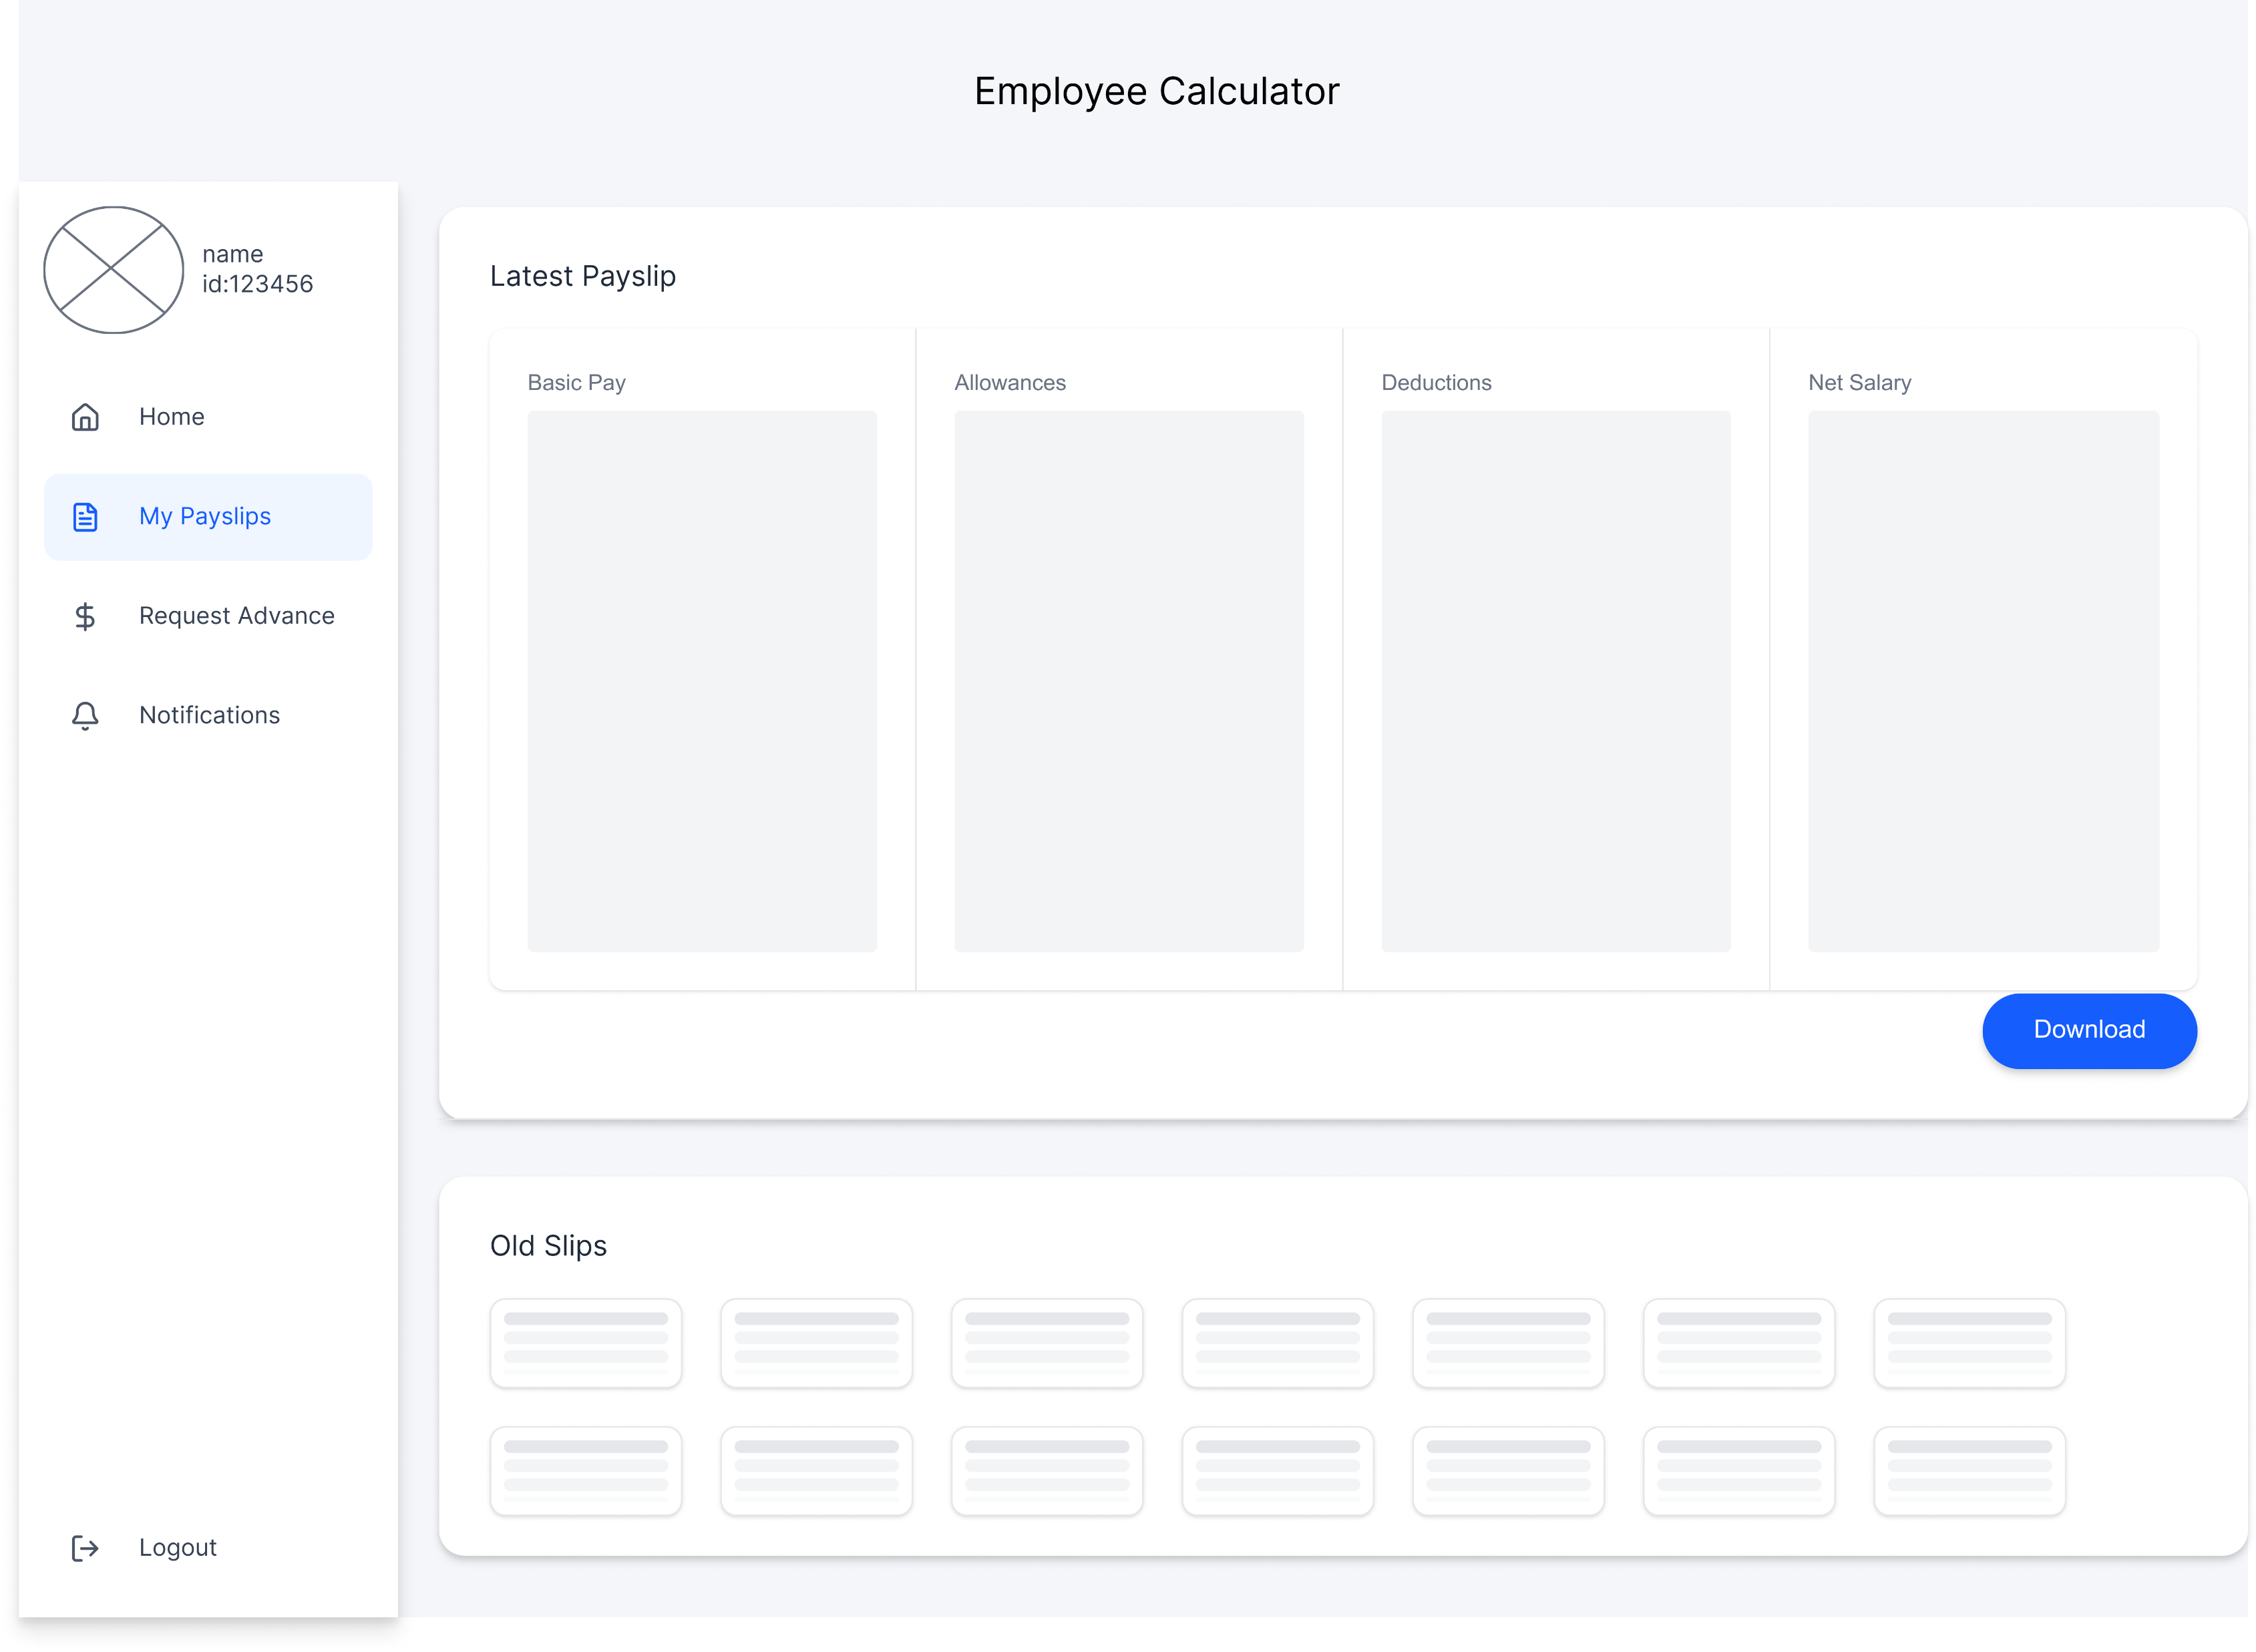 Employee Calculator
name
id:123456
Home
My Payslips
Request Advance
Notifications
Logout
Latest Payslip
Basic Pay
Allowances
Deductions
Net Salary
Download
Old Slips